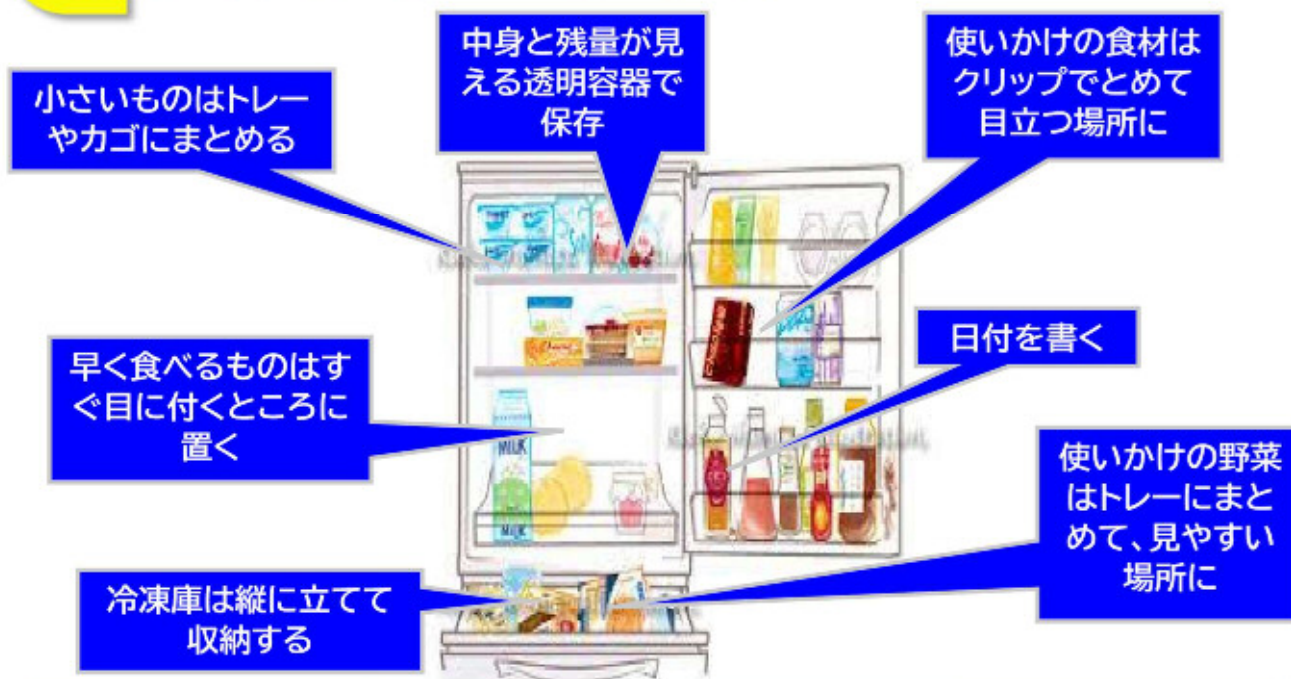 中身と残量が見
える透明容器で
保存
使いかけの食材は
クリップでとめて
目立つ場所に
小さいものはトレー
やカゴにまとめる
日付を書く
早く食べるものはす
ぐ目に付くところに
置く
使いかけの野菜
はトレーにまと
めて、見やすい
場所に
冷凍庫は縦に立てて
収納する
MILK
MILK